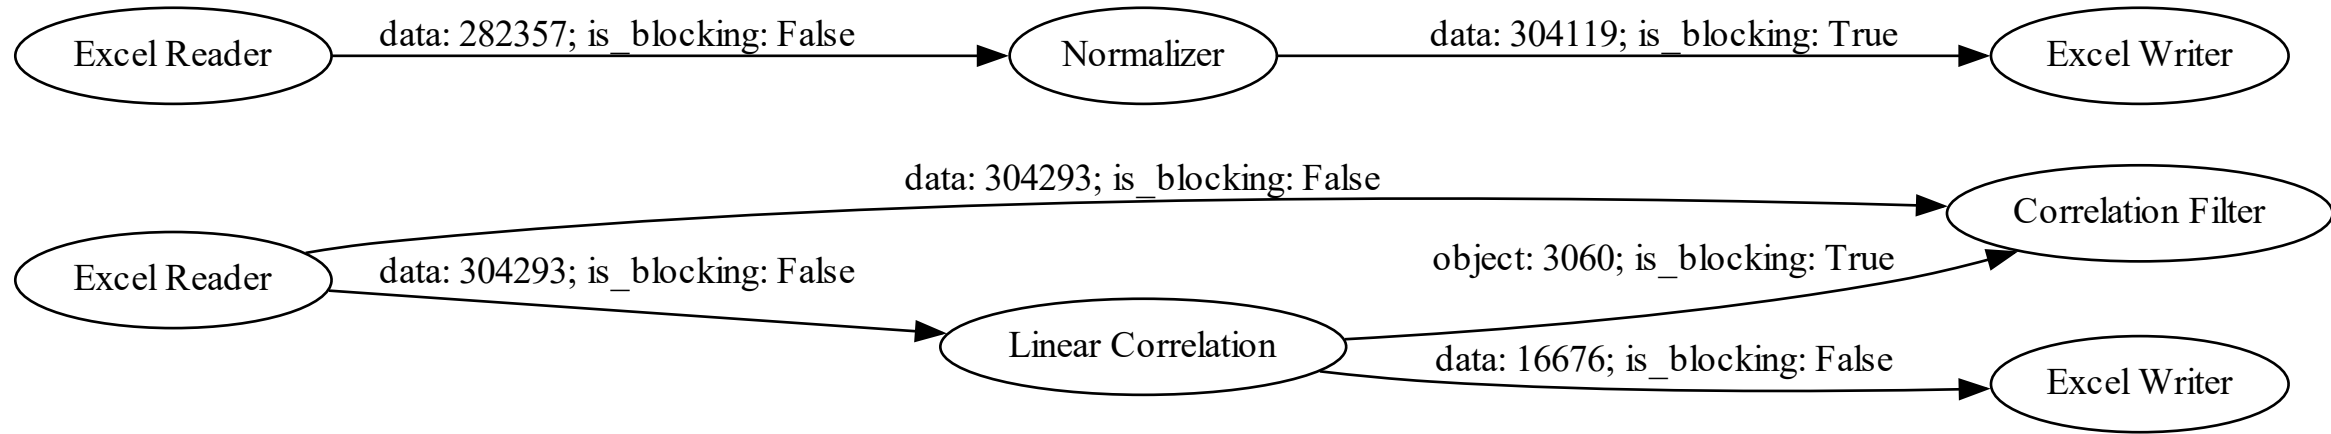 Excel Reader
data: 282357; is_blocking: False
Normalizer
data: 304119; is_blocking: True
Excel Writer
data: 304293; is_blocking: False
Correlation Filter
Excel Reader
data: 304293; is_blocking: False
object: 3060; is_blocking: True
Linear Correlation
data: 16676; is_blocking: False
Excel Writer